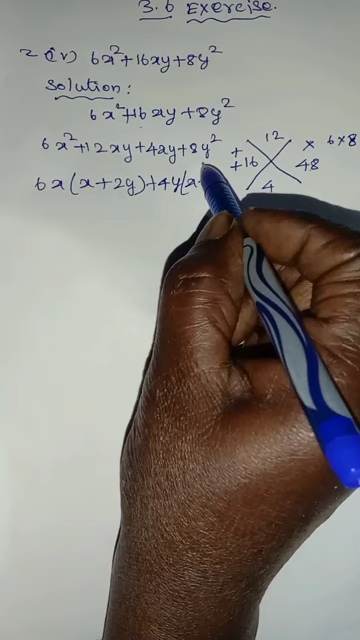 3.6 Exercise.
2 (iv) 6x²+16xy+8y²
Solution:
6x²+16xy+8y²
6x²+12xy+4xy+8y²
6x(x+2y)+4y(x
+ 12 × 6×8
+16 48
4